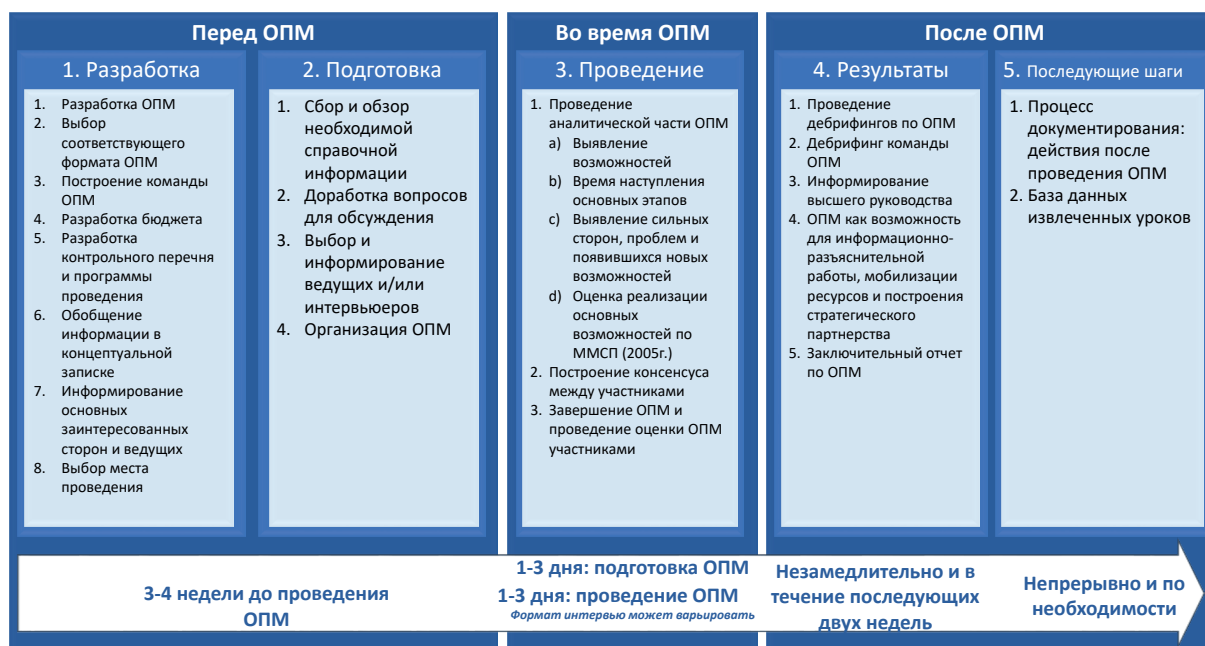 Перед ОПМ
1. Разработка
1. Разработка ОПМ
2. Выбор
соответствующего
формата ОПМ
3. Построение команды
ОПМ
4. Разработка бюджета
5. Разработка
контрольного перечня
и программы
проведения
6. Обобщение
информации в
концептуальной
записке
7. Информирование
основных
заинтересованных
сторон и ведущих
8. Выбор места
проведения
2. Подготовка
1. Сбор и обзор
необходимой
справочной
информации
2. Доработка вопросов
для обсуждения
3. Выбор и
информирование
ведущих и/или
интервьюеров
4. Организация ОПМ
Во время ОПМ
3. Проведение
1. Проведение
аналитической части ОПМ
a) Выявление
возможностей
b) Время наступления
основных этапов
c) Выявление сильных
сторон, проблем и
появившихся новых
возможностей
d) Оценка реализации
основных
возможностей по
ММСП (2005г.)
2. Построение консенсуса
между участниками
3. Завершение ОПМ и
проведение оценки ОПМ
участниками
После ОПМ
4. Результаты
1. Проведение
дебрифингов по ОПМ
2. Дебрифинг команды
ОПМ
3. Информирование
высшего руководства
4. ОПМ как возможность
для информационно-
разъяснительной
работы, мобилизации
ресурсов и построения
стратегического
партнерства
5. Заключительный отчет
по ОПМ
5. Последующие шаги
1. Процесс
документирования:
действия после
проведения ОПМ
2. База данных
извлеченных уроков
3-4 недели до проведения
ОПМ
1-3 дня: подготовка ОПМ
1-3 дня: проведение ОПМ
Формат интервью может варьировать
Незамедлительно и в
течение последующих
двух недель
Непрерывно и по
необходимости